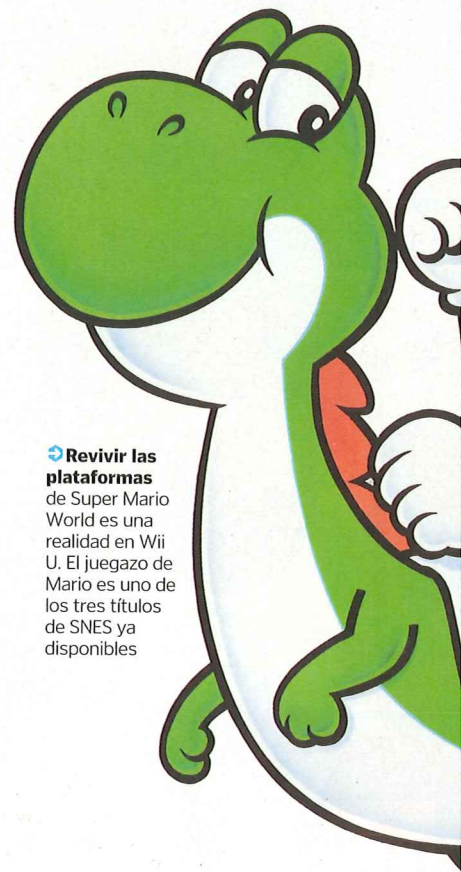 Revivir las
plataformas
de Super Mario
World es una
realidad en Wii
U. El juegazo de
Mario es uno de
los tres títulos
de SNES ya
disponibles